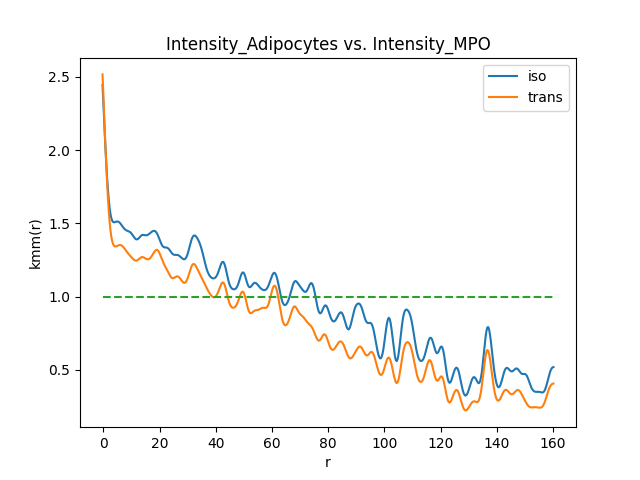 Intensity_Adipocytes vs. Intensity_MPO
iso
trans
2.5
2.0
1.5
1.0
0.5
kmm(r)
0 20 40 60 80 100 120 140 160
r